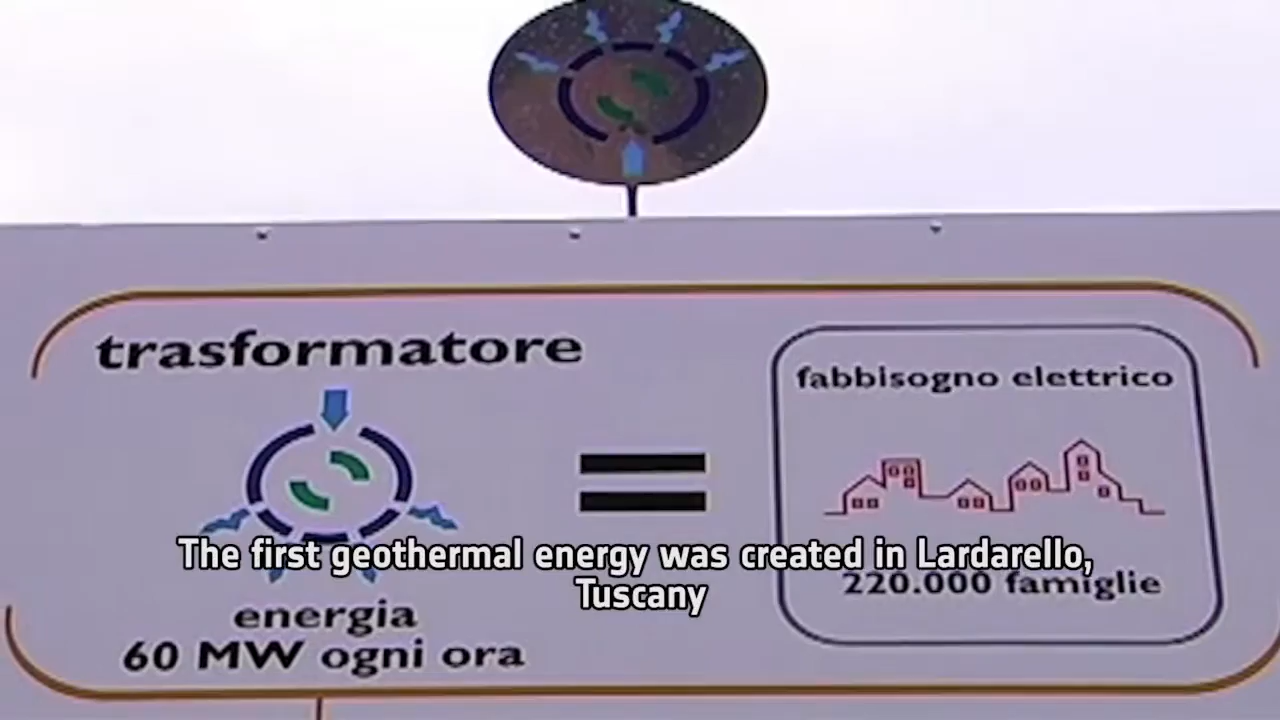 trasformatore
fabbisogno elettrico
220.000 famiglie
energia
60 MW ogni ora
The first geothermal energy was created in Lardarello,
Tuscany